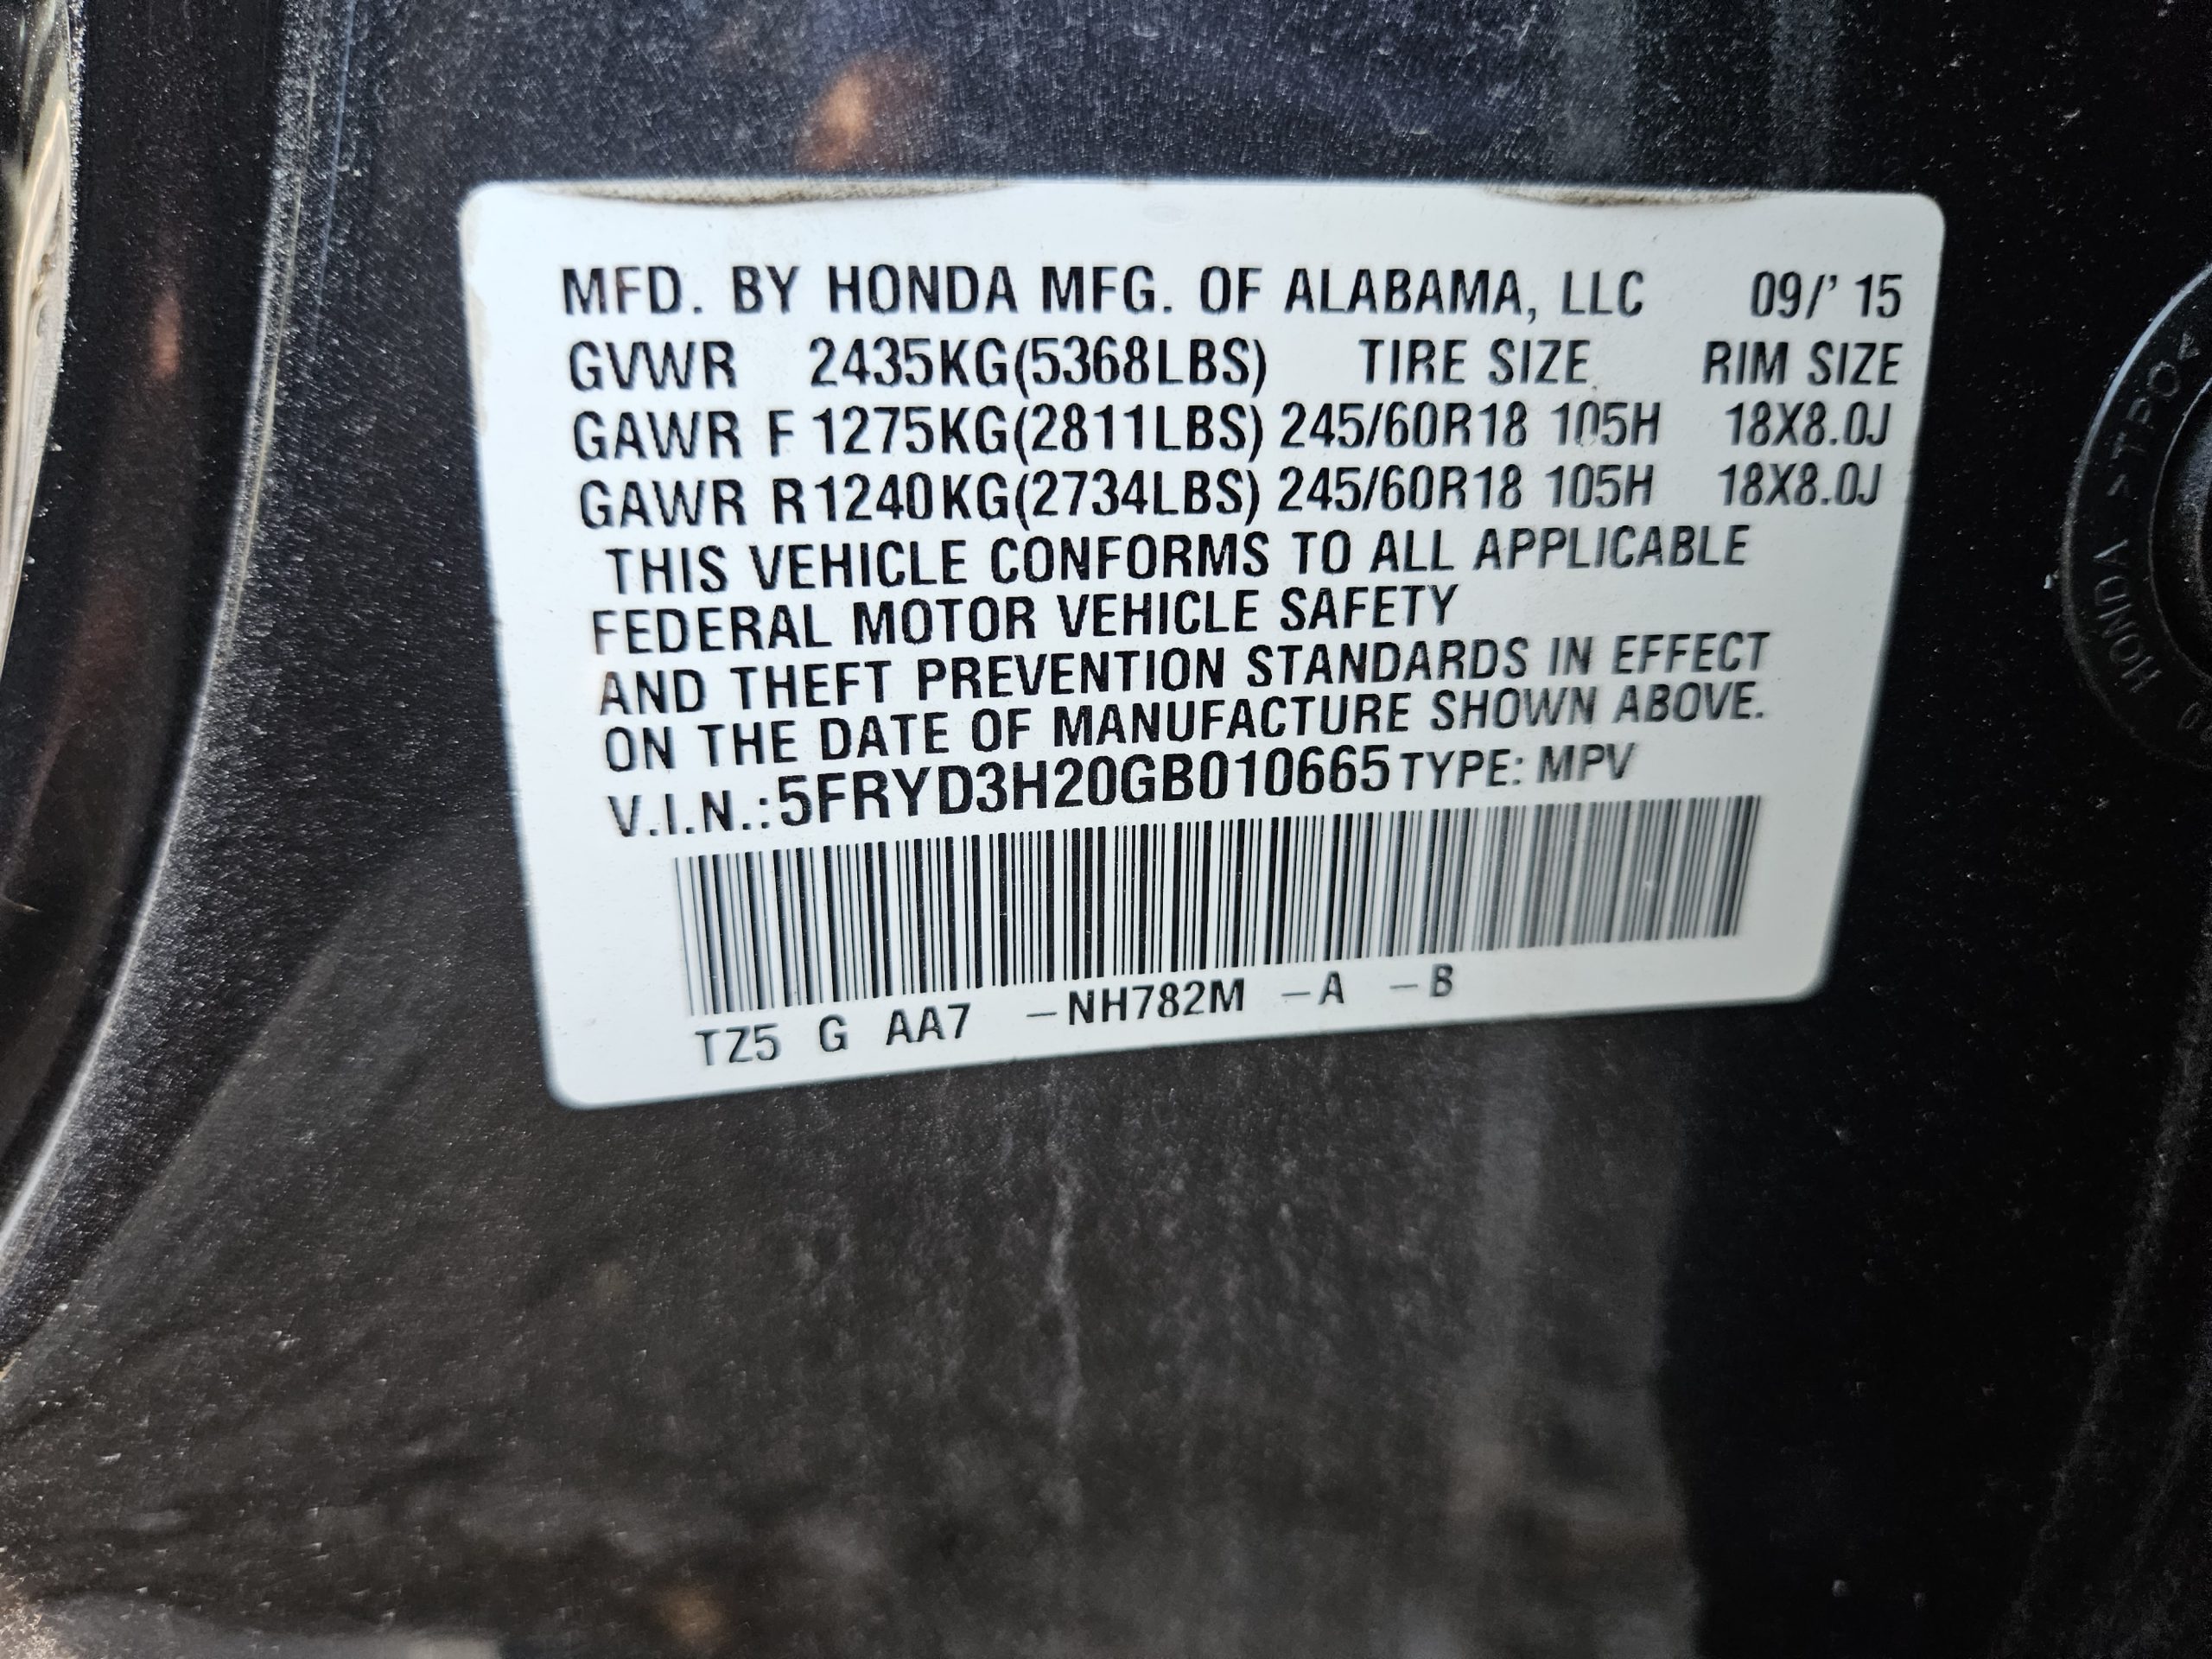 MFD. BY HONDA MFG. OF ALABAMA, LLC 09/' 15
GVWR 2435KG(5368LBS) TIRE SIZE RIM SIZE
GAWR F 1275KG(2811LBS) 245/60R18 105H 18X8.0J
GAWR R1240KG(2734LBS) 245/60R18 105H 18X8.0J
THIS VEHICLE CONFORMS TO ALL APPLICABLE
FEDERAL MOTOR VEHICLE SAFETY
AND THEFT PREVENTION STANDARDS IN EFFECT
ON THE DATE OF MANUFACTURE SHOWN ABOVE.
V.I.N.:5FRYD3H20GB010665 TYPE: MPV
TZ5 G AA7 –NH782M –A –B
HONDA